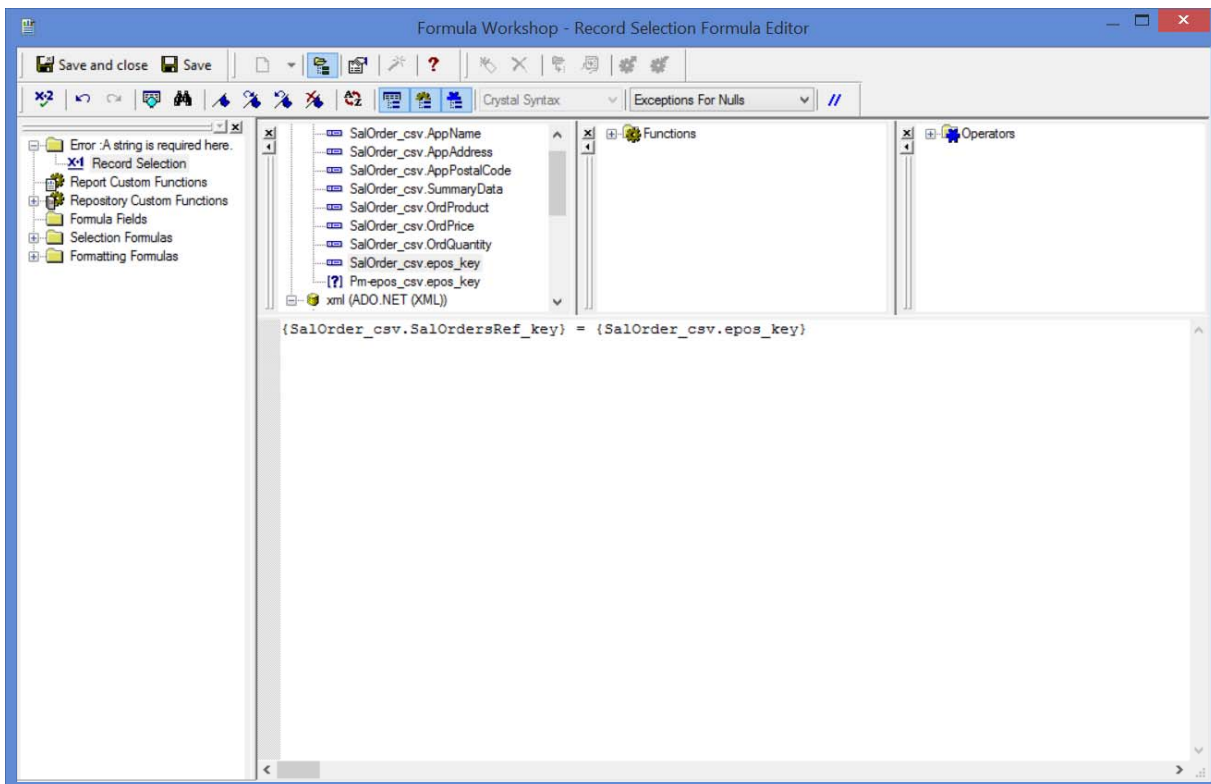 Formula Workshop - Record Selection Formula Editor
Save and close Save
Crystal Syntax Exceptions For Nulls //
Error :A string is required here.
Record Selection
Report Custom Functions
Repository Custom Functions
Formula Fields
Selection Formulas
Formatting Formulas
SalOrder_csv.AppName
SalOrder_csv.AppAddress
SalOrder_csv.AppPostalCode
SalOrder_csv.SummaryData
SalOrder_csv.OrdProduct
SalOrder_csv.OrdPrice
SalOrder_csv.OrdQuantity
SalOrder_csv.epos_key
[?] Pm-epos_csv.epos_key
xml (ADO.NET (XML))
Functions
Operators
{SalOrder_csv.SalOrdersRef_key} = {SalOrder_csv.epos_key}